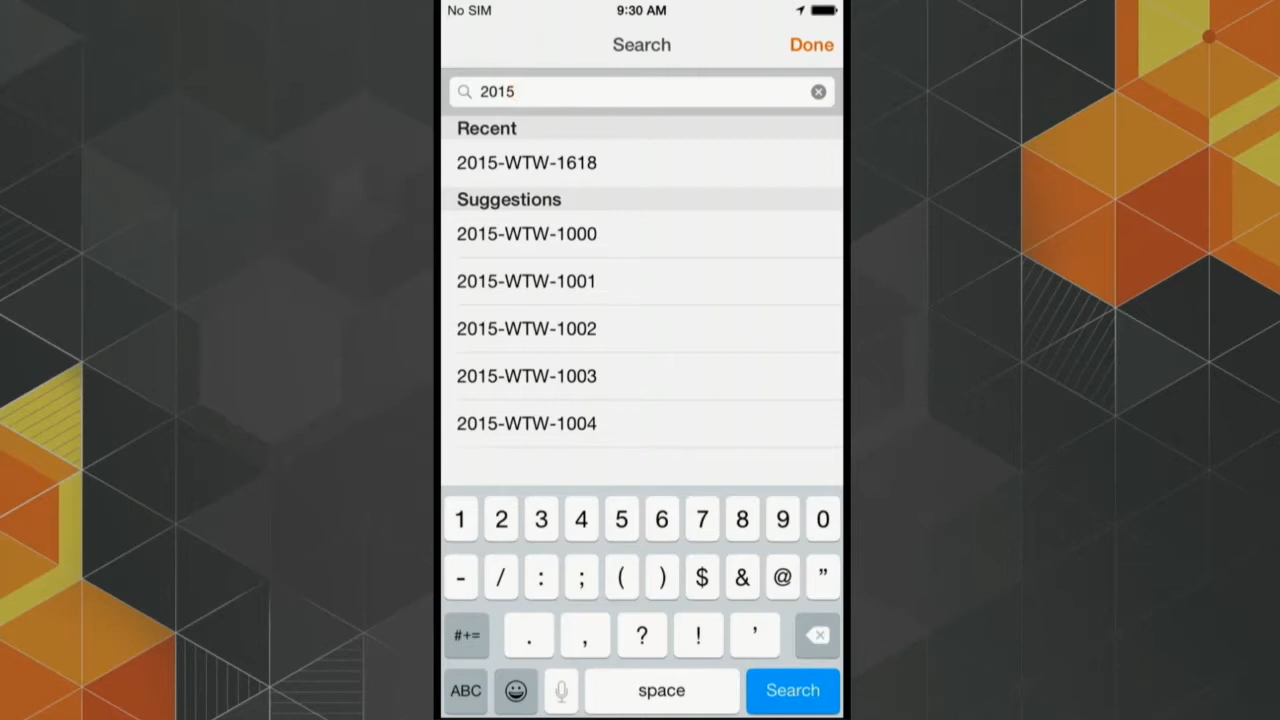 No SIM 9:30 AM
Search Done
2015
Recent
2015-WTW-1618
Suggestions
2015-WTW-1000
2015-WTW-1001
2015-WTW-1002
2015-WTW-1003
2015-WTW-1004
1 2 3 4 5 6 7 8 9 0
- / : ; ( ) $ & @ ”
#+= . , ? ! ’
ABC space Search